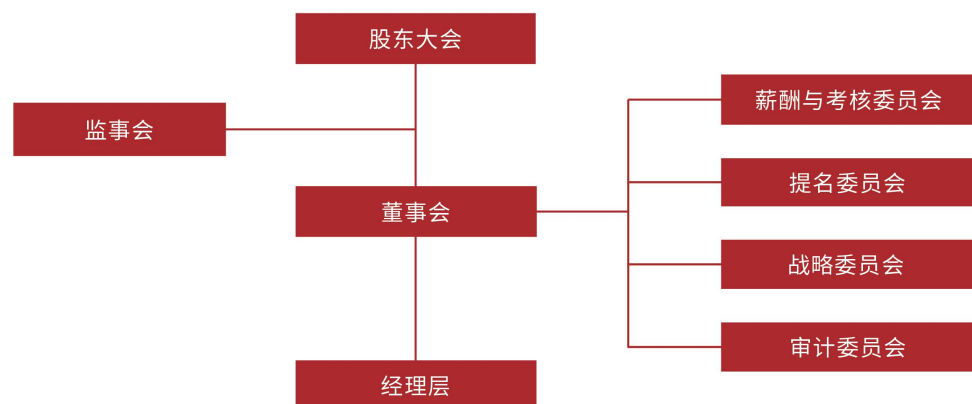 股东大会
监事会
董事会
经理层
薪酬与考核委员会
提名委员会
战略委员会
审计委员会